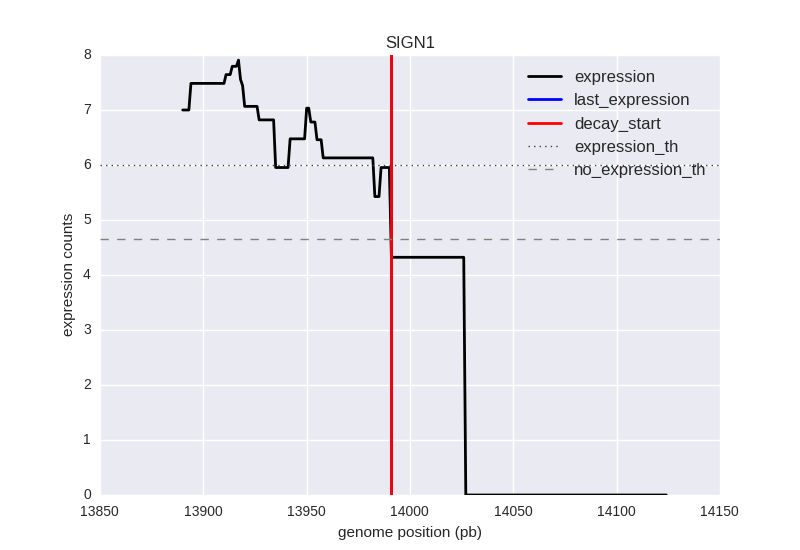 SIGN1
8
7
6
5
4
3
2
1
0
expression counts
expression
last_expression
decay_start
expression_th
no_expression_th
13850 13900 13950 14000 14050 14100 14150
genome position (pb)